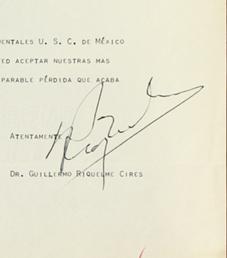 ENTALES U. S. C. DE MÉXICO
ED ACEPTAR NUESTRAS MAS
PARABLE PÉRDIDA QUE ACABA
ATENTAMENTE
DR. GUILLERMO RIQUELME CIRES